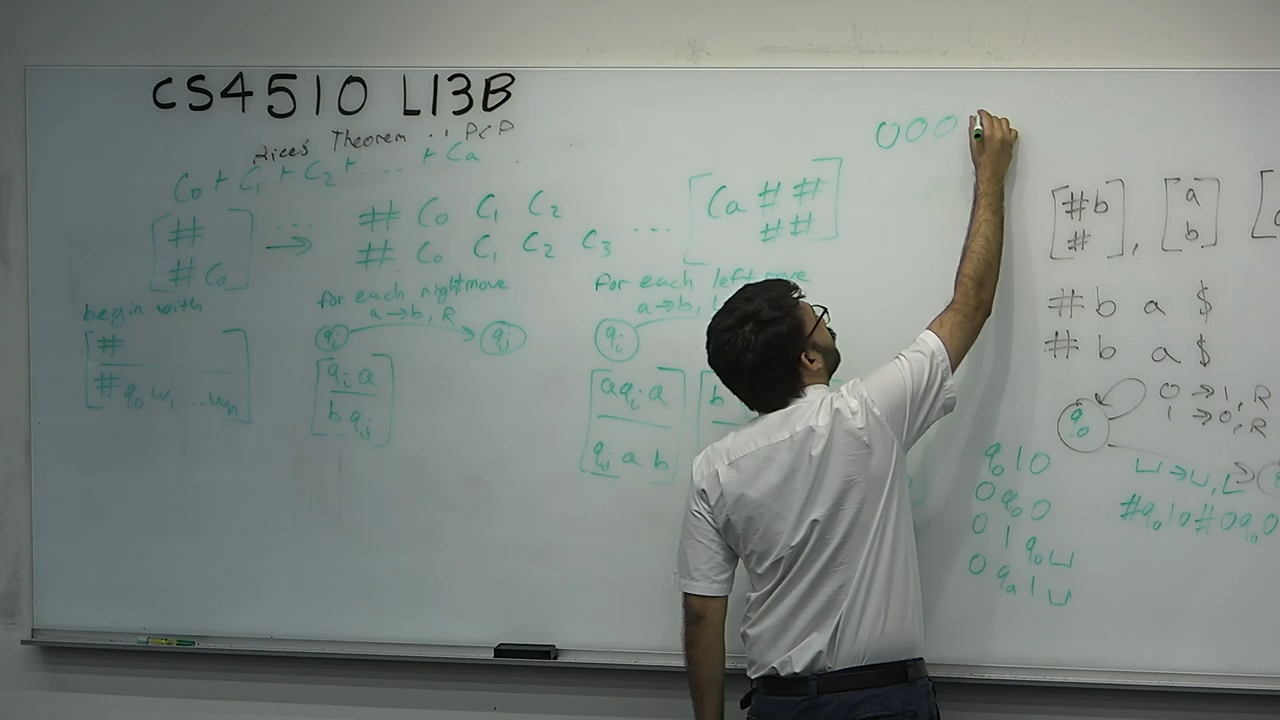 CS4510 L13B
Rice's Theorem PCP
C₀ + C₁ + C₂ + .... + Ca
[# / # C₀] ....→ # C₀ C₁ C₂
# C₀ C₁ C₂ C₃ ...
[Ca # # / # #]
begin with
[# / # q₀ w₁ ... wₙ]
for each right move
a → b, R
qᵢ qⱼ
[qᵢ a / b qⱼ]
for each left move
a → b,
qᵢ
[a qᵢ a / qⱼ a b] [b
000
[# b / #], [a / b] [
# b a $
# b a $
q₀ 0 → 1, R
1 → 0, R
⊔ → ⊔, L
q₀ 1 0
0 q₀ 0
0 1 q₀ ⊔
0 qₐ 1 ⊔
# q₀ 1 0 # 0 q₀ 0